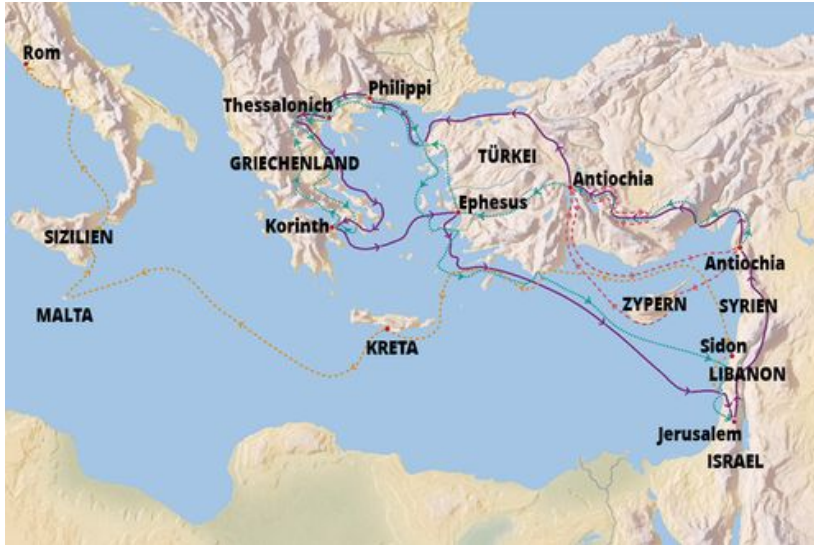 Rom
Philippi
Thessalonich
GRIECHENLAND
TÜRKEI
Antiochia
Ephesus
Korinth
SIZILIEN
Antiochia
MALTA
ZYPERN
SYRIEN
KRETA
Sidon
LIBANON
Jerusalem
ISRAEL